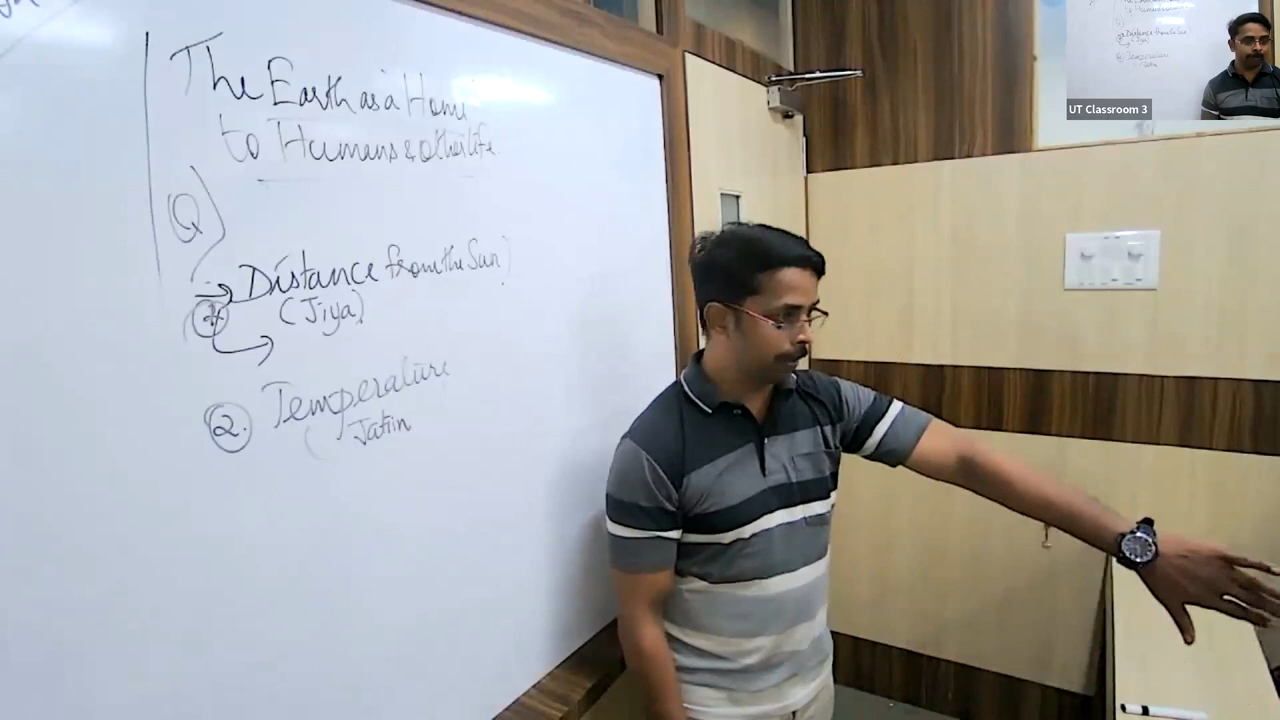 The Earth as a Home
to Humans & other life
Q)
→ Distance from the Sun)
(Jiya)
2. Temperature
(Jatin
UT Classroom 3